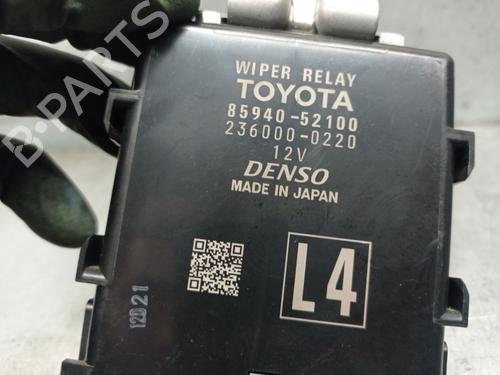 WIPER RELAY
TOYOTA
85940-52100
236000-0220
12V
DENSO
MADE IN JAPAN
L4
12D21
B-Parts